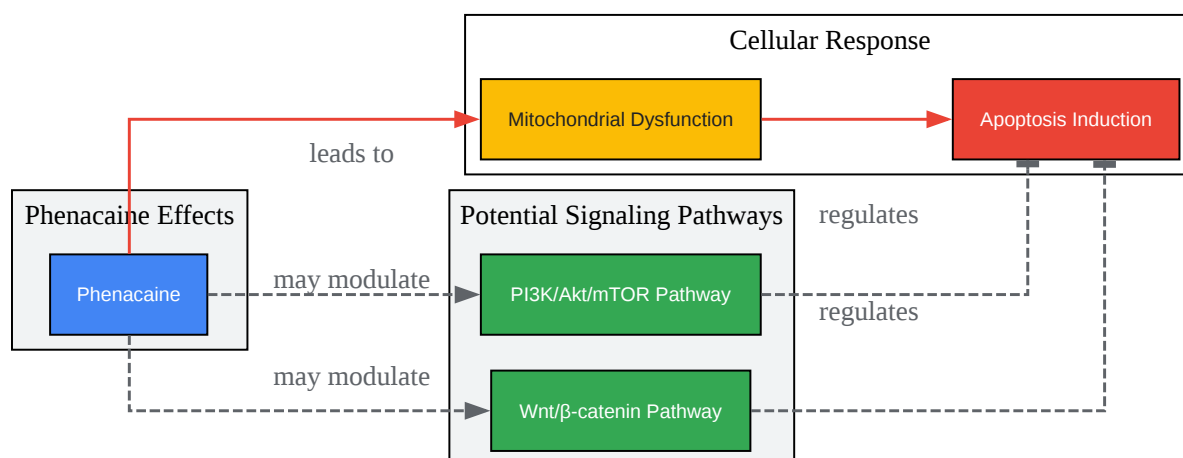 Cellular Response
Mitochondrial Dysfunction
Apoptosis Induction
leads to
Phenacaine Effects
Potential Signaling Pathways
regulates
Phenacaine
may modulate
PI3K/Akt/mTOR Pathway
regulates
may modulate
Wnt/β-catenin Pathway